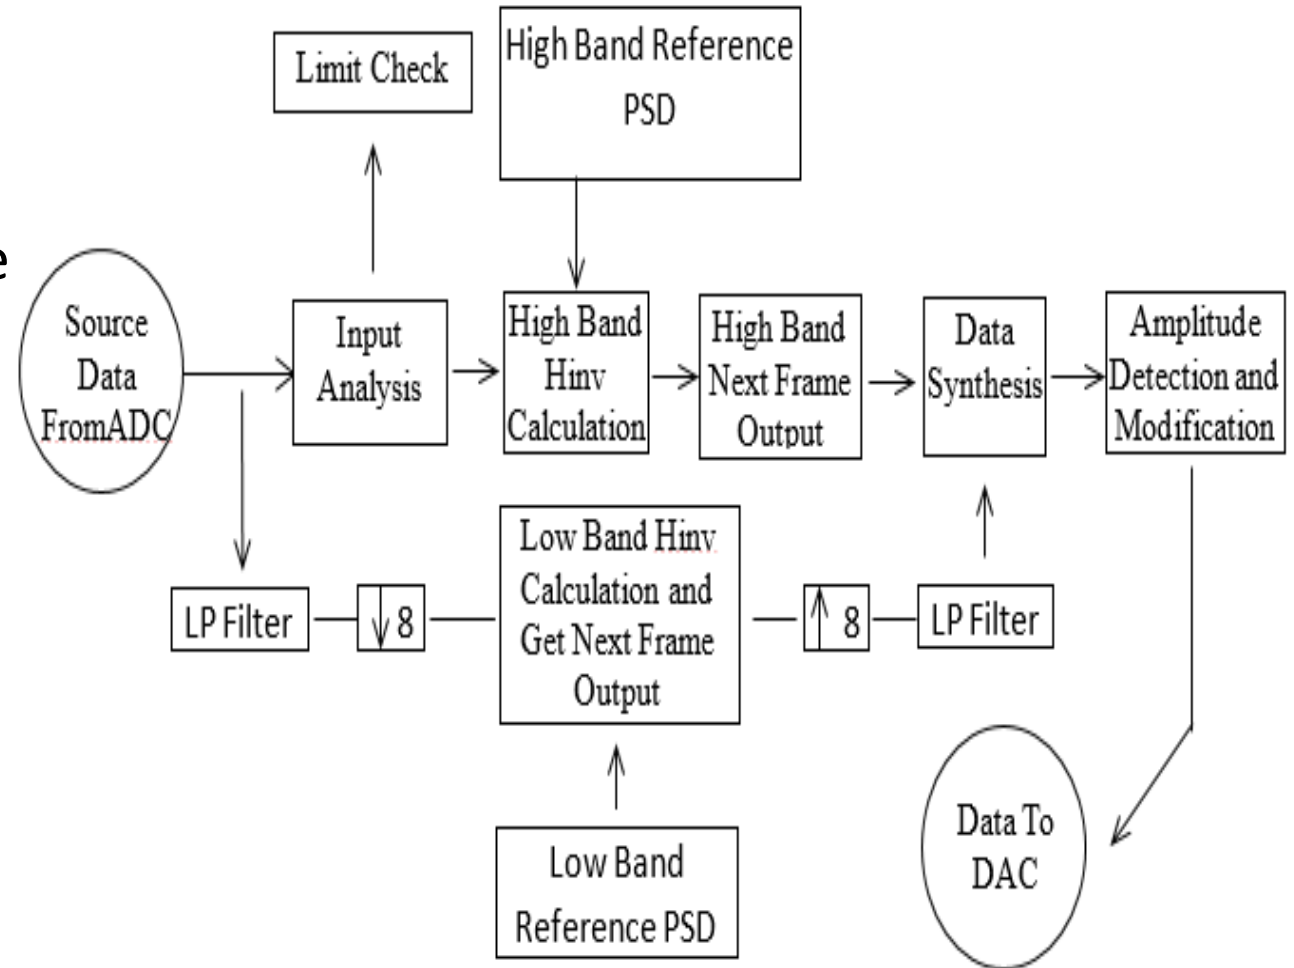 Limit Check
High Band Reference
PSD
e
Source
Data
FromADC
Input
Analysis
High Band
Hinv
Calculation
High Band
Next Frame
Output
Data
Synthesis
Amplitude
Detection and
Modification
LP Filter
↓ 8
Low Band Hinv
Calculation and
Get Next Frame
Output
↑ 8
LP Filter
Low Band
Reference PSD
Data To
DAC